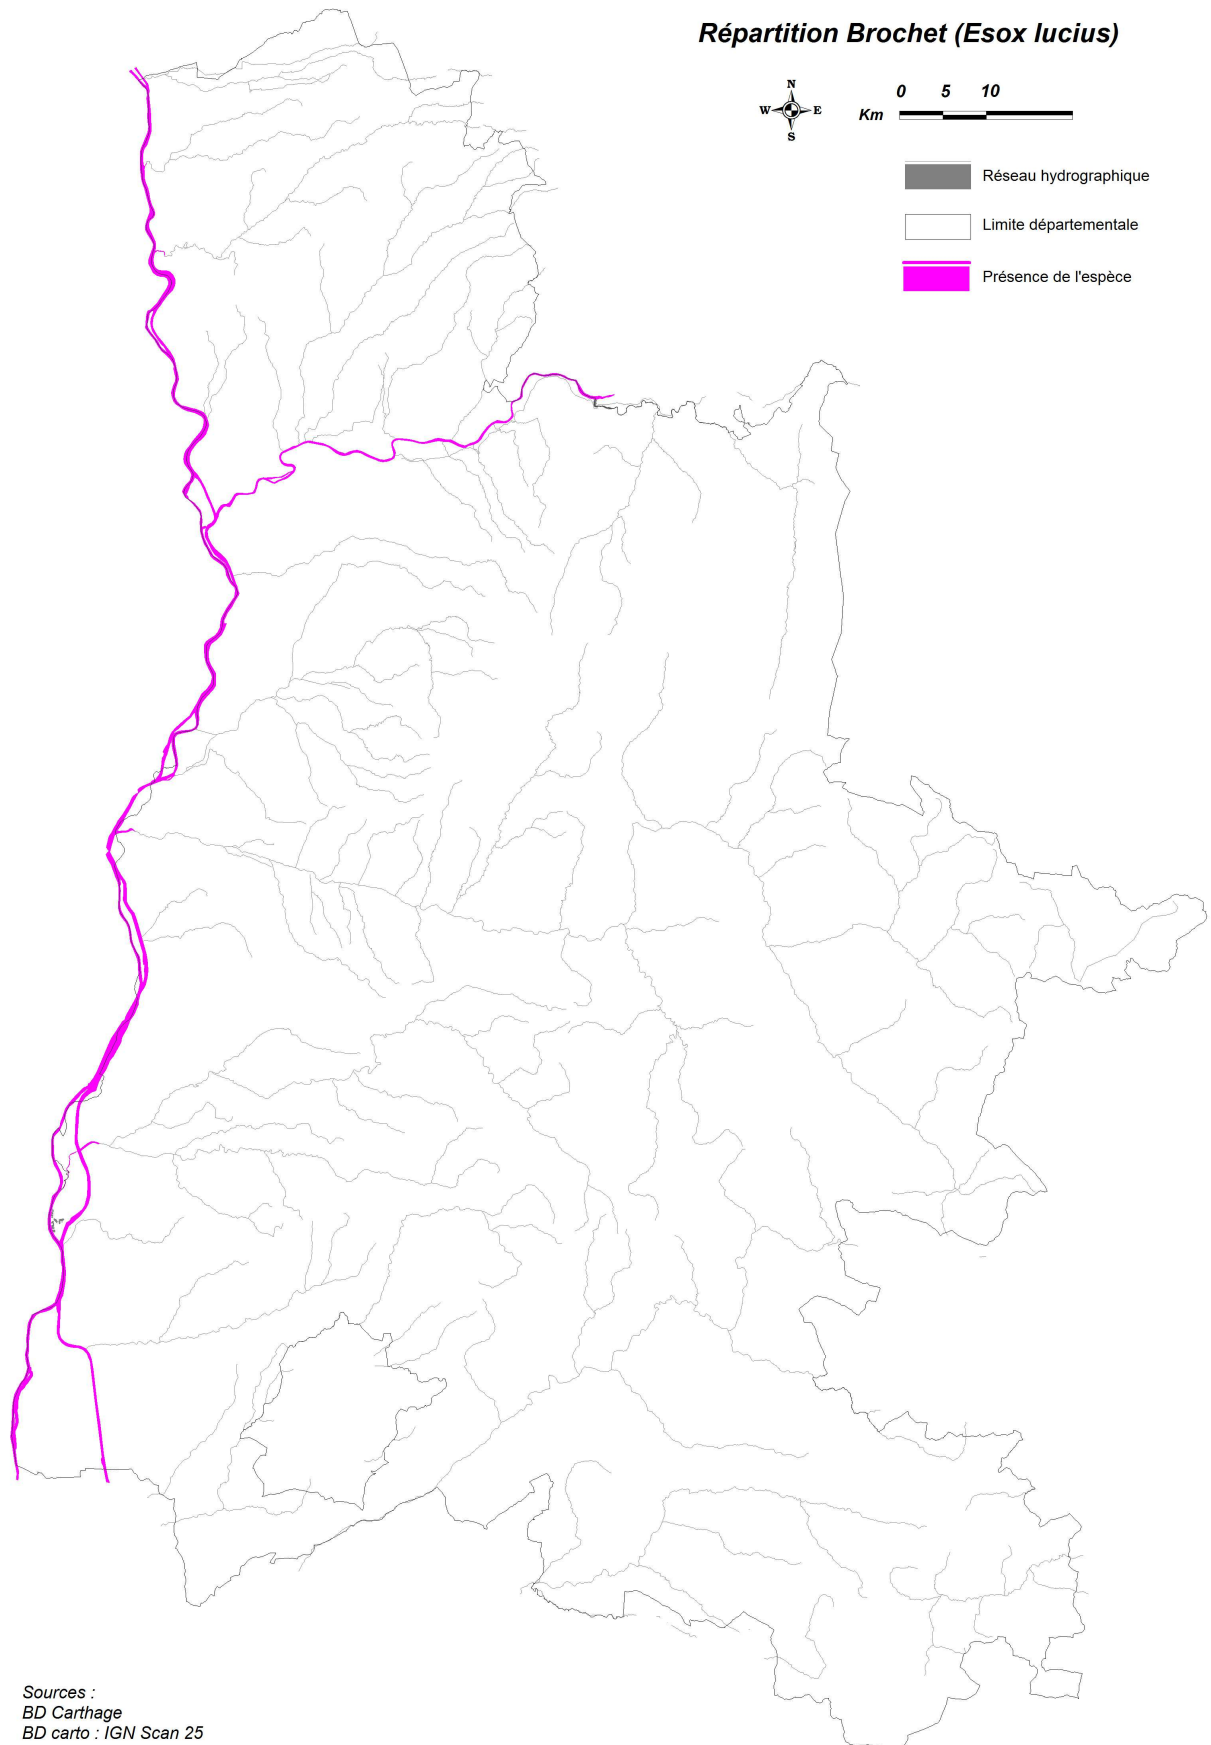 Répartition Brochet (Esox lucius)
N
W E
S
0 5 10
Km
Réseau hydrographique
Limite départementale
Présence de l'espèce
Sources :
BD Carthage
BD carto : IGN Scan 25